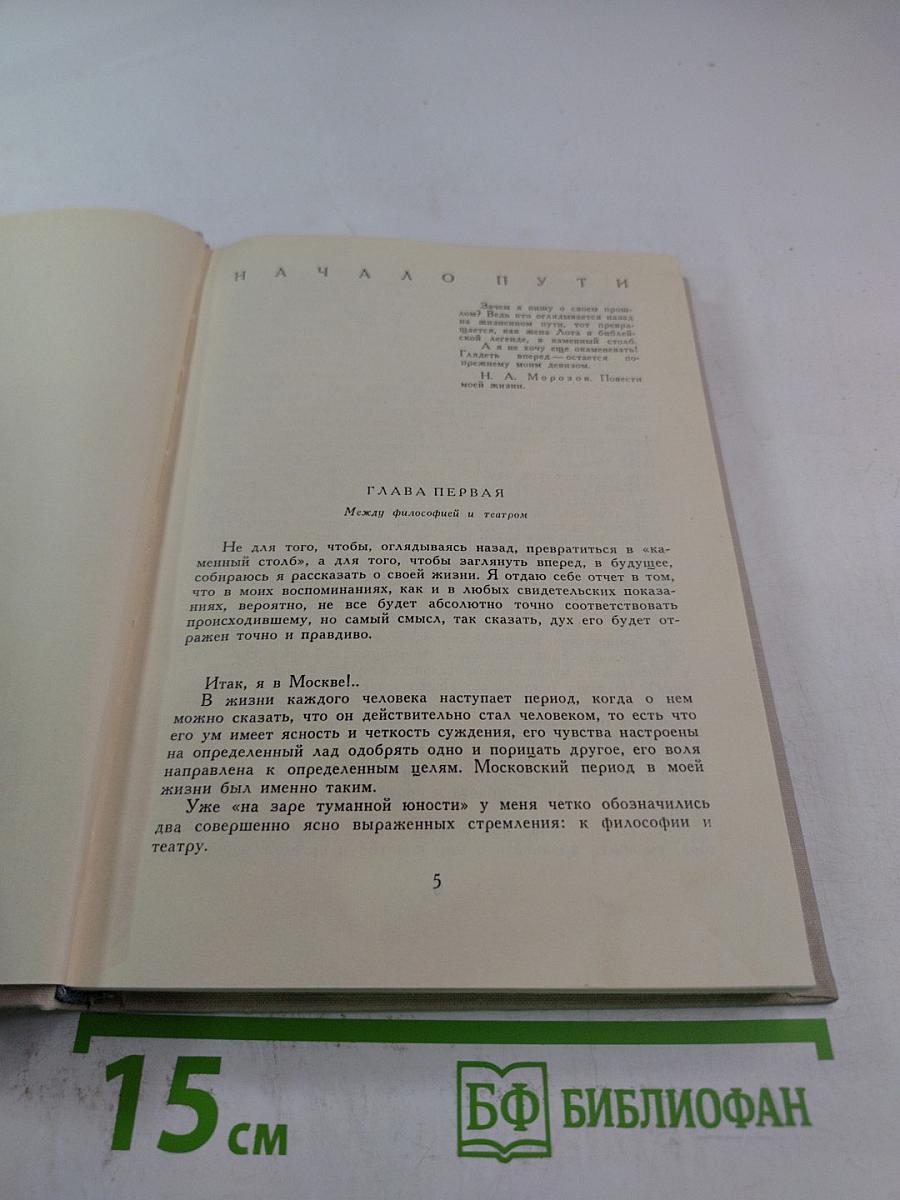 НАЧАЛО ПУТИ
Зачем я пишу о своем прош-
лом? Ведь кто оглядывается назад
на жизненном пути, тот превра-
щается, как жена Лота в библей-
ской легенде, в каменный столб.
А я не хочу еще окаменевать!
Глядеть вперед — остается по-
прежнему моим девизом.
Н. А. Морозов. Повести
моей жизни.
ГЛАВА ПЕРВАЯ
Между философией и театром
Не для того, чтобы, оглядываясь назад, превратиться в «ка-
менный столб», а для того, чтобы заглянуть вперед, в будущее,
собираюсь я рассказать о своей жизни. Я отдаю себе отчет в том,
что в моих воспоминаниях, как и в любых свидетельских показа-
ниях, вероятно, не все будет абсолютно точно соответствовать
происходившему, но самый смысл, так сказать, дух его будет от-
ражен точно и правдиво.
Итак, я в Москве!..
В жизни каждого человека наступает период, когда о нем
можно сказать, что он действительно стал человеком, то есть что
его ум имеет ясность и четкость суждения, его чувства настроены
на определенный лад одобрять одно и порицать другое, его воля
направлена к определенным целям. Московский период в моей
жизни был именно таким.
Уже «на заре туманной юности» у меня четко обозначились
два совершенно ясно выраженных стремления: к философии и
театру.
5
15 см
БФ БИБЛИОФАН